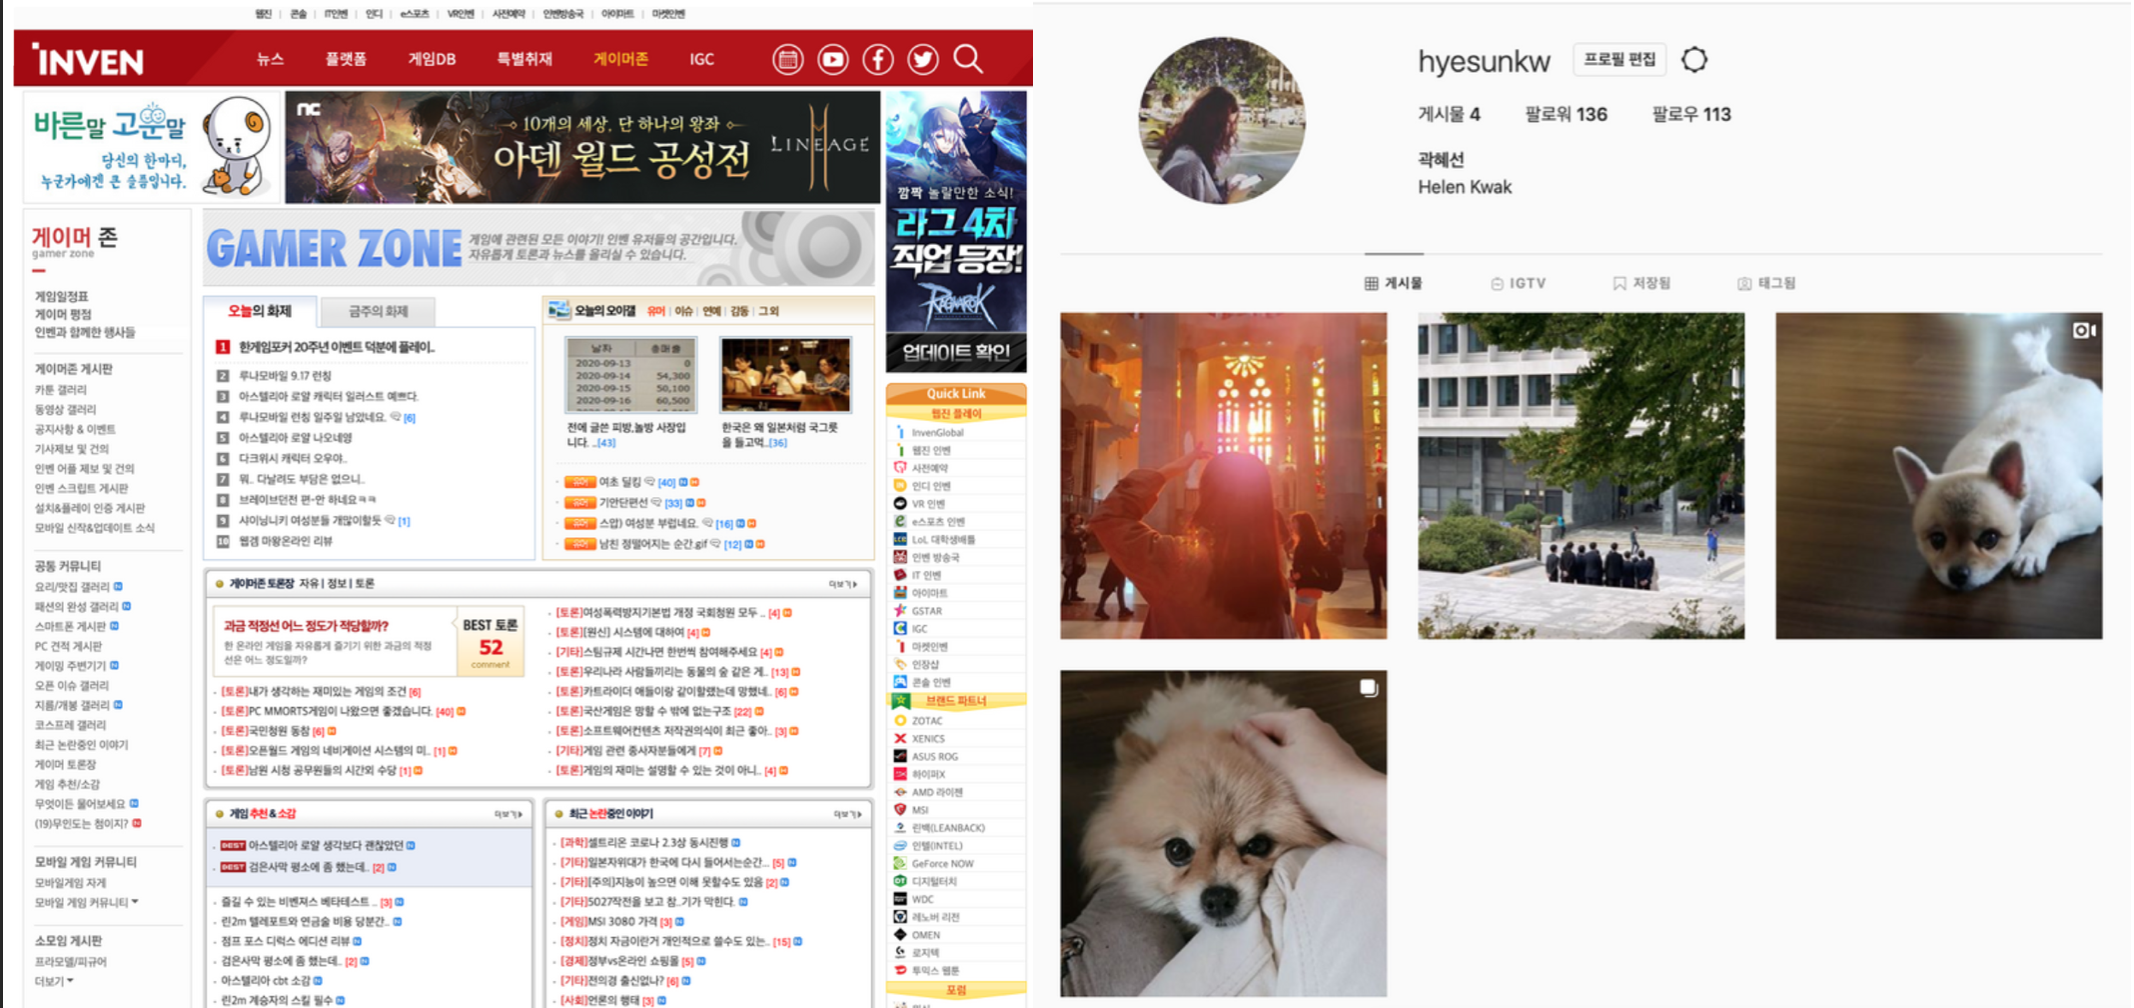 웹진 | 콘솔 | IT인벤 | 인디 | e스포츠 | VR인벤 | 사전예약 | 인벤방송국 | 아이마트 | 마켓인벤
INVEN
뉴스 플랫폼 게임DB 특별취재 게이머존 IGC
바른말 고운말
당신의 한마디,
누군가에겐 큰 슬픔입니다.
nc
10개의 세상, 단 하나의 왕좌
아덴 월드 공성전
LINEAGE
깜짝 놀랄만한 소식!
라그 4차
직업 등장!
RAGNAROK
업데이트 확인
게이머 존
gamer zone
게임일정표
게이머 평점
인벤과 함께한 행사들
게이머존 게시판
카툰 갤러리
동영상 갤러리
공지사항 & 이벤트
기사제보 및 건의
인벤 어플 제보 및 건의
인벤 스크립트 게시판
설치&플레이 인증 게시판
모바일 신작&업데이트 소식
공통 커뮤니티
요리/맛집 갤러리
패션의 완성 갤러리
스마트폰 게시판
PC 견적 게시판
게이밍 주변기기
오픈 이슈 갤러리
지름/개봉 갤러리
코스프레 갤러리
최근 논란중인 이야기
게이머 토론장
게임 추천/소감
무엇이든 물어보세요
(19)무인도는 첨이지?
모바일 게임 커뮤니티
모바일게임 자게
모바일 게임 커뮤니티
소모임 게시판
프라모델/피규어
더보기
GAMER ZONE
게임에 관련된 모든 이야기! 인벤 유저들의 공간입니다.
자유롭게 토론과 뉴스를 올리실 수 있습니다.
오늘의 화제 금주의 화제
1 한게임포커 20주년 이벤트 덕분에 플레이..
2 루나모바일 9.17 런칭
3 아스텔리아 로얄 캐릭터 일러스트 예쁘다.
4 루나모바일 런칭 일주일 남았네요. [6]
5 아스텔리아 로얄 나오네영
6 다크위시 캐릭터 오우야..
7 뭐.. 다날려도 부담은 없으니..
8 브레이브던전 편-안 하네요ㅋㅋ
9 샤이닝니키 여성분들 개많이할듯 [1]
10 웹겜 마왕온라인 리뷰
오늘의 오이갤 유머 | 이슈 | 연예 | 감동 | 그외
날자 총매출
2020-09-13 0
2020-09-14 54,300
2020-09-15 50,100
2020-09-16 60,500
전에 글쓴 피방,놀방 사장입
니다. ..[43]
한국은 왜 일본처럼 국그릇
을 들고먹..[36]
유머 여초 딜킹 [40]
유머 기안단편선 [33]
유머 스압) 여성분 부럽네요. [16]
유머 남친 정떨어지는 순간.gif [12]
게이머존 토론장 자유 | 정보 | 토론 더보기
과금 적정선 어느 정도가 적당할까?
한 온라인 게임을 자유롭게 즐기기 위한 과금의 적정
선은 어느 정도일까?
BEST 토론
52
comment
[토론]내가 생각하는 재미있는 게임의 조건 [6]
[토론]PC MMORTS게임이 나왔으면 좋겠습니다. [40]
[토론]국민청원 동참 [6]
[토론]오픈월드 게임의 네비게이션 시스템의 미.. [1]
[토론]남원 시청 공무원들의 시간외 수당 [1]
[토론]여성폭력방지기본법 개정 국회청원 모두 .. [4]
[토론][원신] 시스템에 대하여 [4]
[기타]스팀규제 시간나면 한번씩 참여해주세요 [4]
[토론]우리나라 사람들끼리는 동물의 숲 같은 게.. [13]
[토론]카트라이더 애들이랑 같이할랬는데 망했네.. [6]
[토론]국산게임은 망할 수 밖에 없는구조 [22]
[토론]소프트웨어컨텐츠 저작권의식이 최근 좋아.. [3]
[기타]게임 관련 종사자분들에게 [7]
[토론]게임의 재미는 설명할 수 있는 것이 아니.. [4]
게임 추천 & 소감 더보기
BEST 아스텔리아 로얄 생각보다 괜찮았던
BEST 검은사막 평소에 좀 했는데.. [2]
즐길 수 있는 비벤져스 베타테스트 .. [3]
린2m 텔레포트와 연금술 비용 당분간..
점프 포스 디럭스 에디션 리뷰
검은사막 평소에 좀 했는데.. [2]
아스텔리아 cbt 소감
린2m 계승자의 스킬 필수
최근 논란중인 이야기 더보기
[과학]셀트리온 코로나 2.3상 동시진행
[기타]일본자위대가 한국에 다시 들어서는순간... [5]
[기타][주의]지능이 높으면 이해 못할수도 있음 [2]
[기타]5027작전을 보고 참..기가 막힌다.
[게임]MSI 3080 가격 [3]
[정치]정치 자금이란거 개인적으로 쓸수도 있는.. [15]
[경제]정부vs온라인 쇼핑몰 [5]
[기타]전의경 출신없나? [6]
[사회]언론의 행태 [3]
Quick Link
웹진 플레이
InvenGlobal
웹진 인벤
사전예약
인디 인벤
VR 인벤
e스포츠 인벤
LoL 대학생배틀
인벤 방송국
IT 인벤
아이마트
GSTAR
IGC
마켓인벤
인장샵
콘솔 인벤
브랜드 파트너
ZOTAC
XENICS
ASUS ROG
하이퍼X
AMD 라이젠
MSI
린백(LEANBACK)
인텔(INTEL)
GeForce NOW
디지털터치
WDC
레노버 리전
OMEN
로지텍
투믹스 웹툰
포럼
hyesunkw 프로필 편집
게시물 4 팔로워 136 팔로우 113
곽혜선
Helen Kwak
게시물 IGTV 저장됨 태그됨